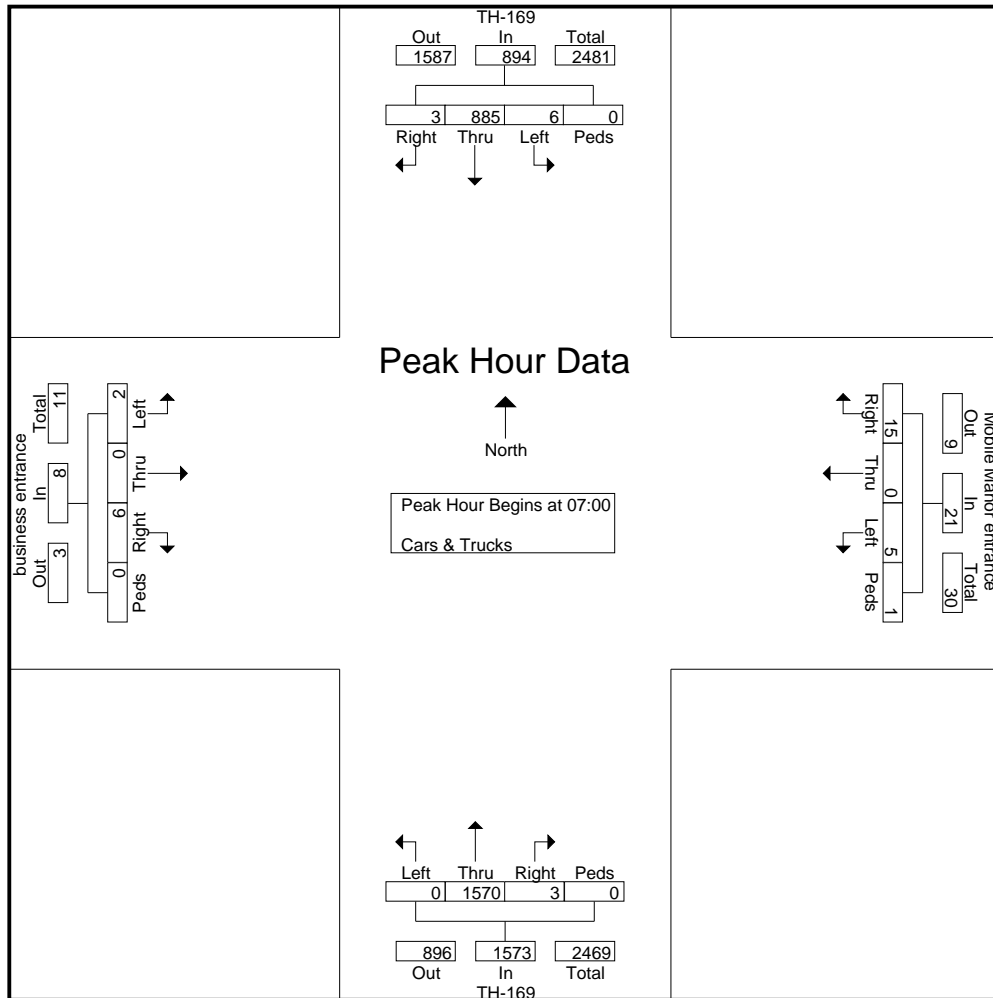 TH-169
Out In Total
1587 894 2481
3 885 6 0
Right Thru Left Peds
Peak Hour Data
North
Peak Hour Begins at 07:00
Cars & Trucks
business entrance
Total In Out
11 8 3
2 0 6 0
Left Thru Right Peds
Mobile Manor entrance
Out In Total
9 21 30
15 0 5 1
Right Thru Left Peds
Left Thru Right Peds
0 1570 3 0
896 1573 2469
Out In Total
TH-169